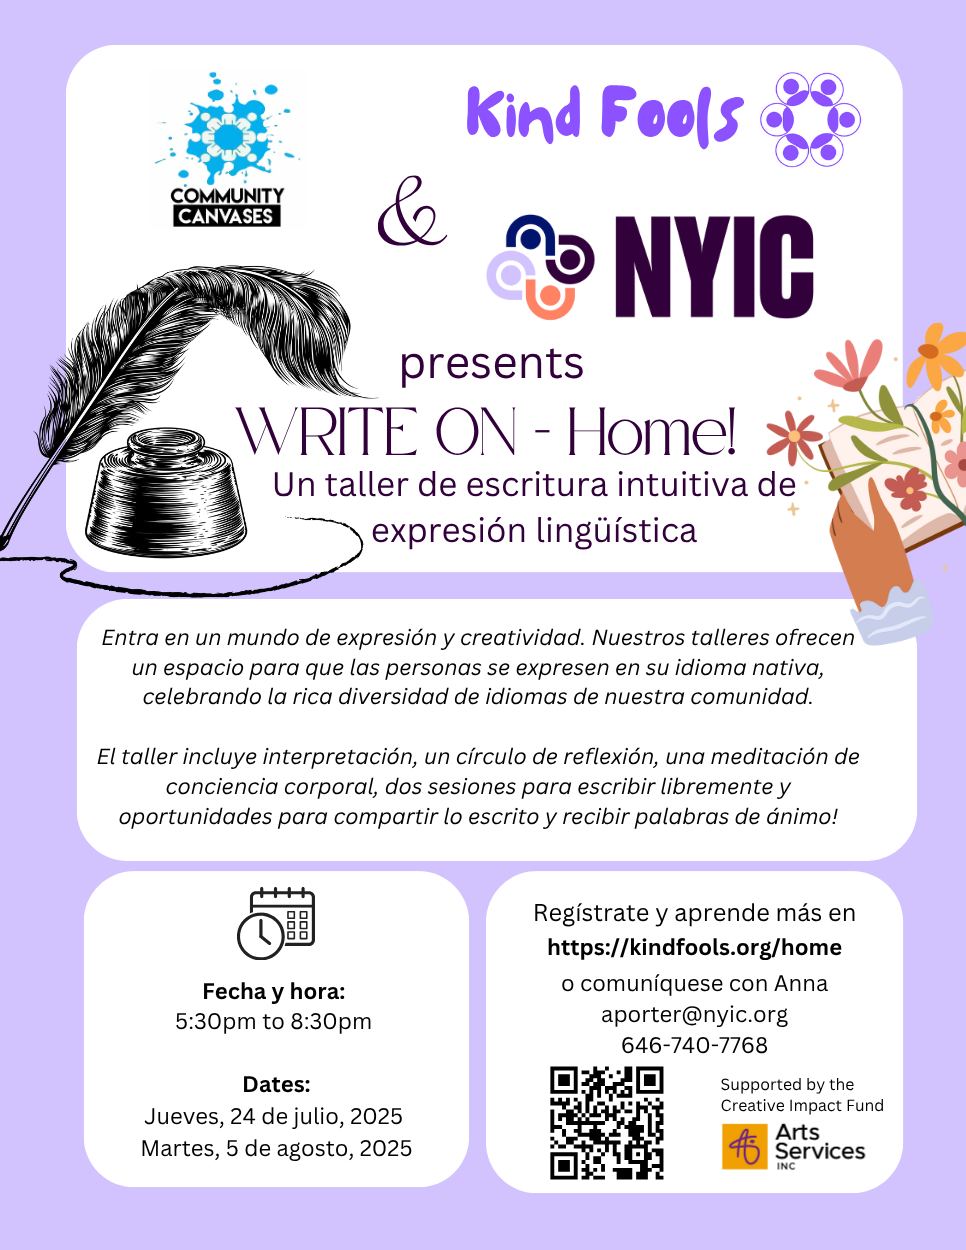 COMMUNITY
CANVASES
Kind Fools
&
NYIC
presents
WRITE ON - Home!
Un taller de escritura intuitiva de
expresión lingüística
Entra en un mundo de expresión y creatividad. Nuestros talleres ofrecen
un espacio para que las personas se expresen en su idioma nativa,
celebrando la rica diversidad de idiomas de nuestra comunidad.
El taller incluye interpretación, un círculo de reflexión, una meditación de
conciencia corporal, dos sesiones para escribir libremente y
oportunidades para compartir lo escrito y recibir palabras de ánimo!
Fecha y hora:
5:30pm to 8:30pm
Dates:
Jueves, 24 de julio, 2025
Martes, 5 de agosto, 2025
Regístrate y aprende más en
https://kindfools.org/home
o comuníquese con Anna
aporter@nyic.org
646-740-7768
Supported by the
Creative Impact Fund
Arts
Services
INC